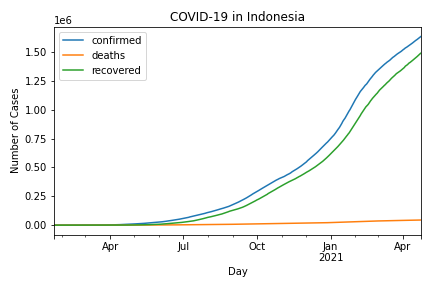 COVID-19 in Indonesia
1e6
confirmed
deaths
recovered
1.50
1.25
1.00
0.75
0.50
0.25
0.00
Number of Cases
Apr
Jul
Oct
Jan
2021
Apr
Day